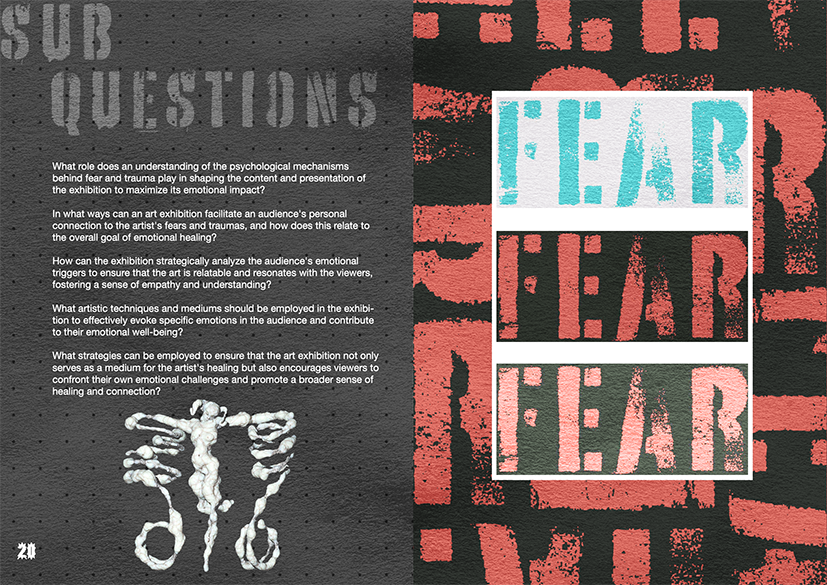 SUB
QUESTIONS
What role does an understanding of the psychological mechanisms
behind fear and trauma play in shaping the content and presentation of
the exhibition to maximize its emotional impact?
In what ways can an art exhibition facilitate an audience's personal
connection to the artist's fears and traumas, and how does this relate to
the overall goal of emotional healing?
How can the exhibition strategically analyze the audience's emotional
triggers to ensure that the art is relatable and resonates with the viewers,
fostering a sense of empathy and understanding?
What artistic techniques and mediums should be employed in the exhibi-
tion to effectively evoke specific emotions in the audience and contribute
to their emotional well-being?
What strategies can be employed to ensure that the art exhibition not only
serves as a medium for the artist's healing but also encourages viewers to
confront their own emotional challenges and promote a broader sense of
healing and connection?
20
FEAR
FEAR
FEAR